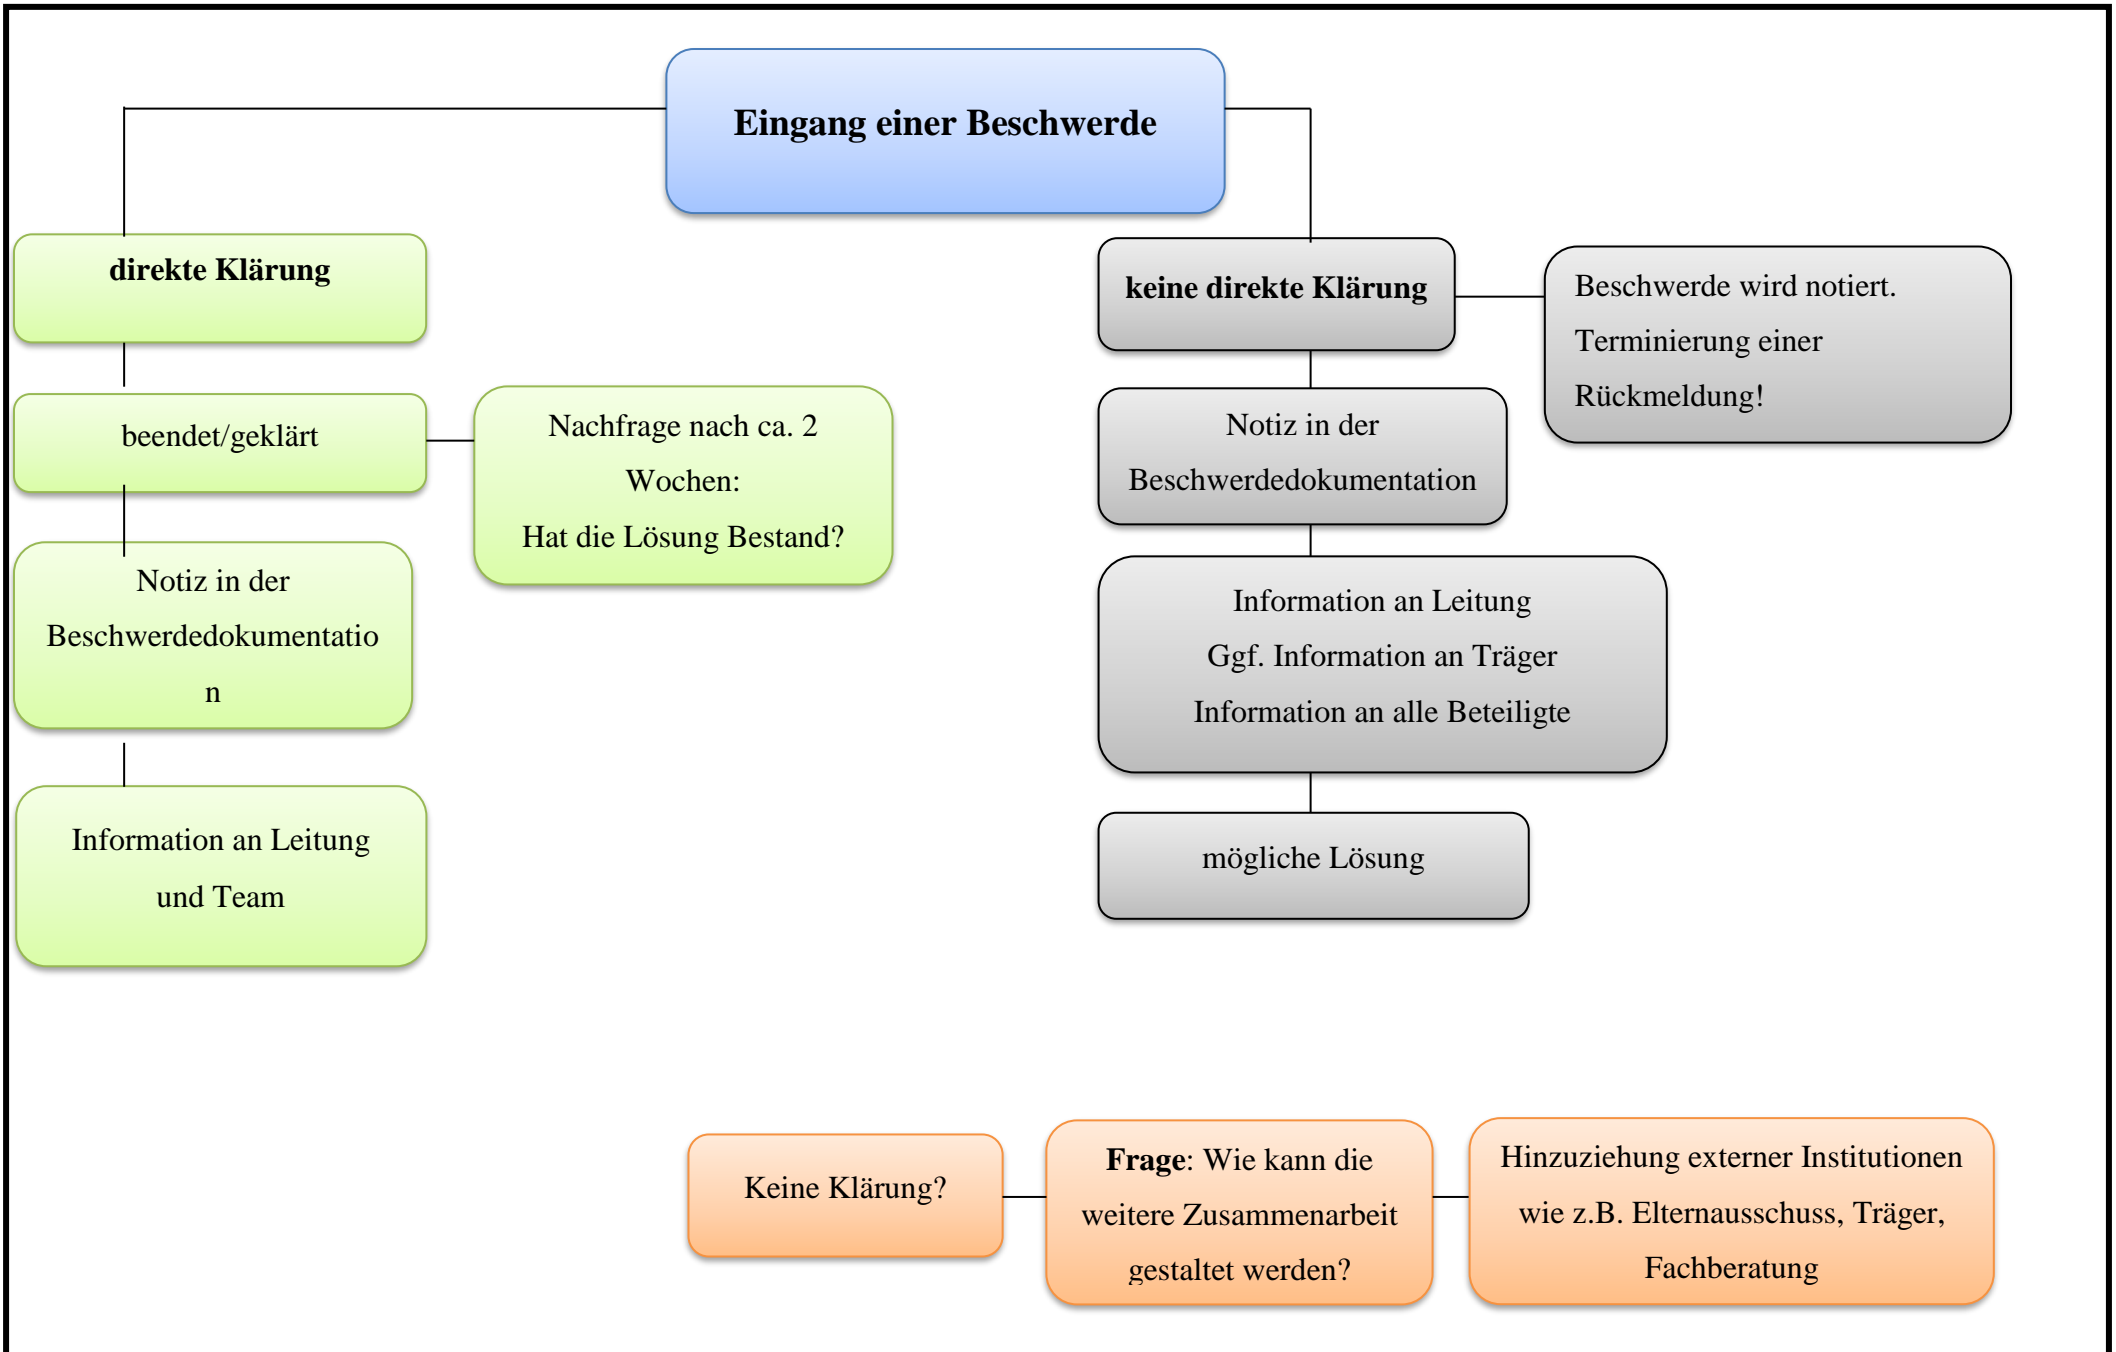 Eingang einer Beschwerde
direkte Klärung
beendet/geklärt
Nachfrage nach ca. 2
Wochen:
Hat die Lösung Bestand?
Notiz in der
Beschwerdedokumentatio
n
Information an Leitung
und Team
keine direkte Klärung
Beschwerde wird notiert.
Terminierung einer
Rückmeldung!
Notiz in der
Beschwerdedokumentation
Information an Leitung
Ggf. Information an Träger
Information an alle Beteiligte
mögliche Lösung
Keine Klärung?
Frage: Wie kann die
weitere Zusammenarbeit
gestaltet werden?
Hinzuziehung externer Institutionen
wie z.B. Elternausschuss, Träger,
Fachberatung